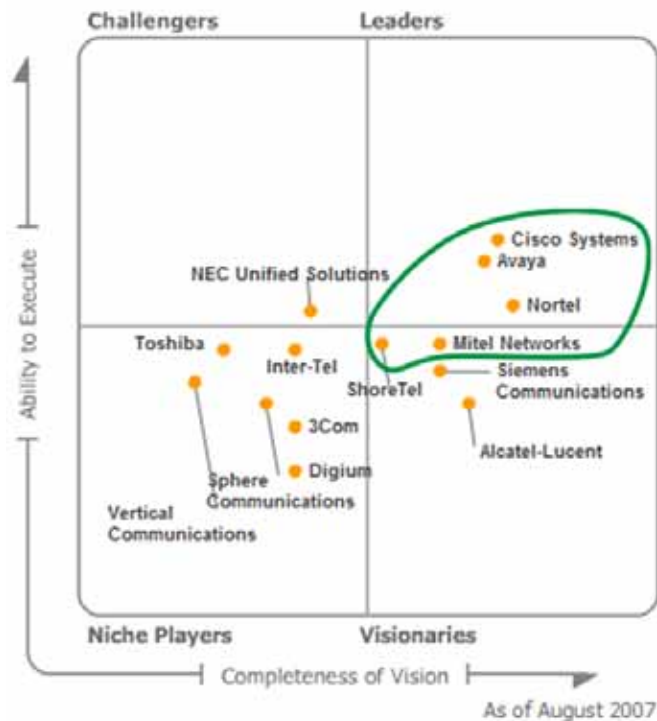 Challengers
Leaders
Ability to Execute
Cisco Systems
Avaya
NEC Unified Solutions
Nortel
Toshiba
Mitel Networks
Inter-Tel
ShoreTel
Siemens
Communications
3Com
Alcatel-Lucent
Digium
Sphere
Communications
Vertical
Communications
Niche Players
Visionaries
Completeness of Vision
As of August 2007